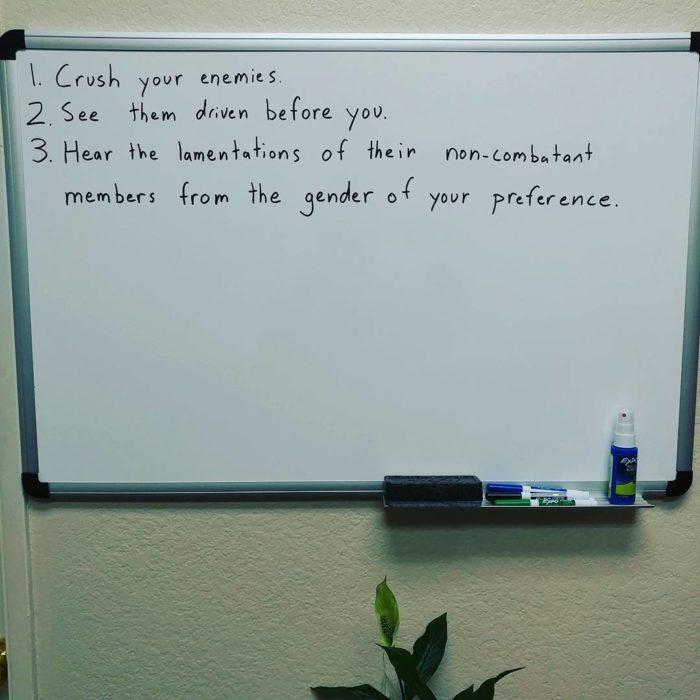 1. Crush your enemies.
2. See them driven before you.
3. Hear the lamentations of their non-combatant
members from the gender of your preference.
EXPO
EXPO